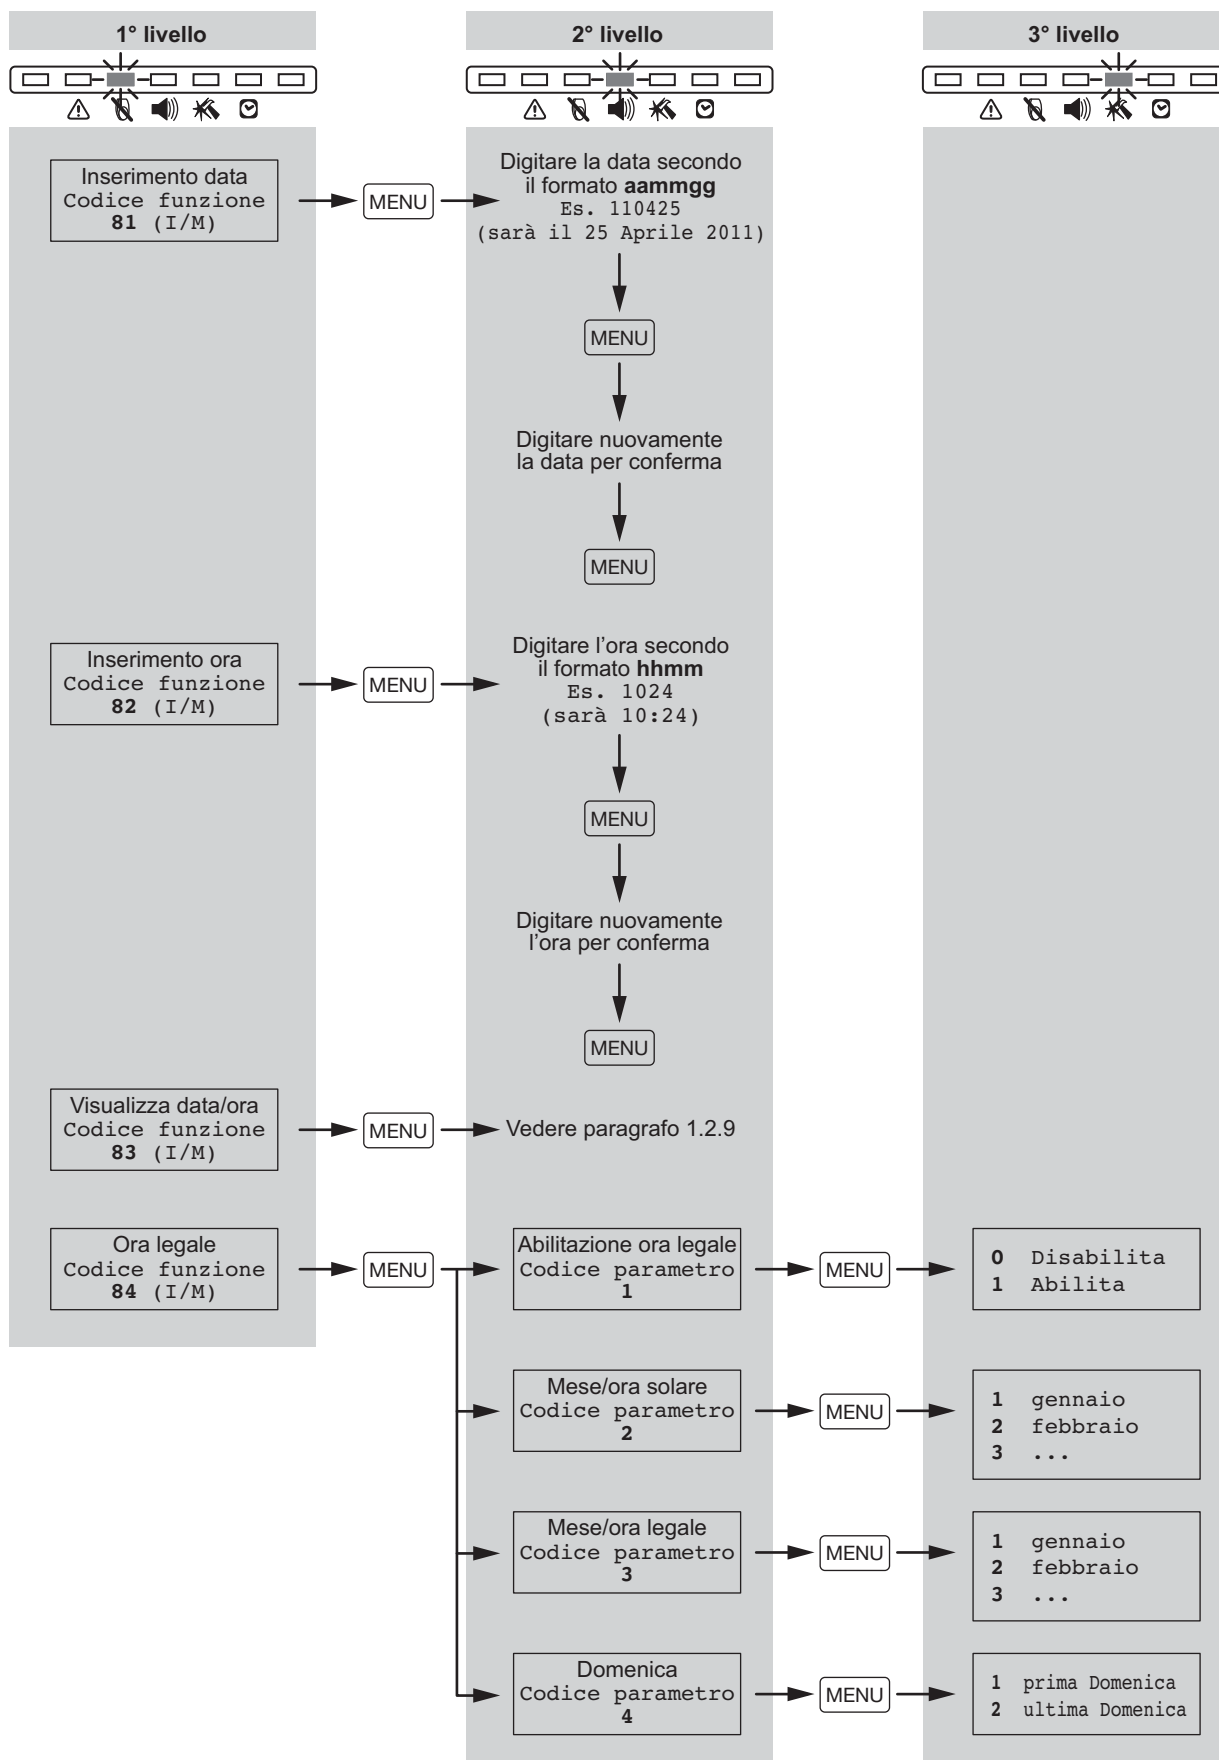 1° livello
2° livello
3° livello
Inserimento data
Codice funzione
81 (I/M)
MENU
Digitare la data secondo
il formato aammgg
Es. 110425
(sarà il 25 Aprile 2011)
MENU
Digitare nuovamente
la data per conferma
MENU
Inserimento ora
Codice funzione
82 (I/M)
MENU
Digitare l'ora secondo
il formato hhmm
Es. 1024
(sarà 10:24)
MENU
Digitare nuovamente
l'ora per conferma
MENU
Visualizza data/ora
Codice funzione
83 (I/M)
MENU
Vedere paragrafo 1.2.9
Ora legale
Codice funzione
84 (I/M)
MENU
Abilitazione ora legale
Codice parametro
1
MENU
0 Disabilita
1 Abilita
Mese/ora solare
Codice parametro
2
MENU
1 gennaio
2 febbraio
3 ...
Mese/ora legale
Codice parametro
3
MENU
1 gennaio
2 febbraio
3 ...
Domenica
Codice parametro
4
MENU
1 prima Domenica
2 ultima Domenica